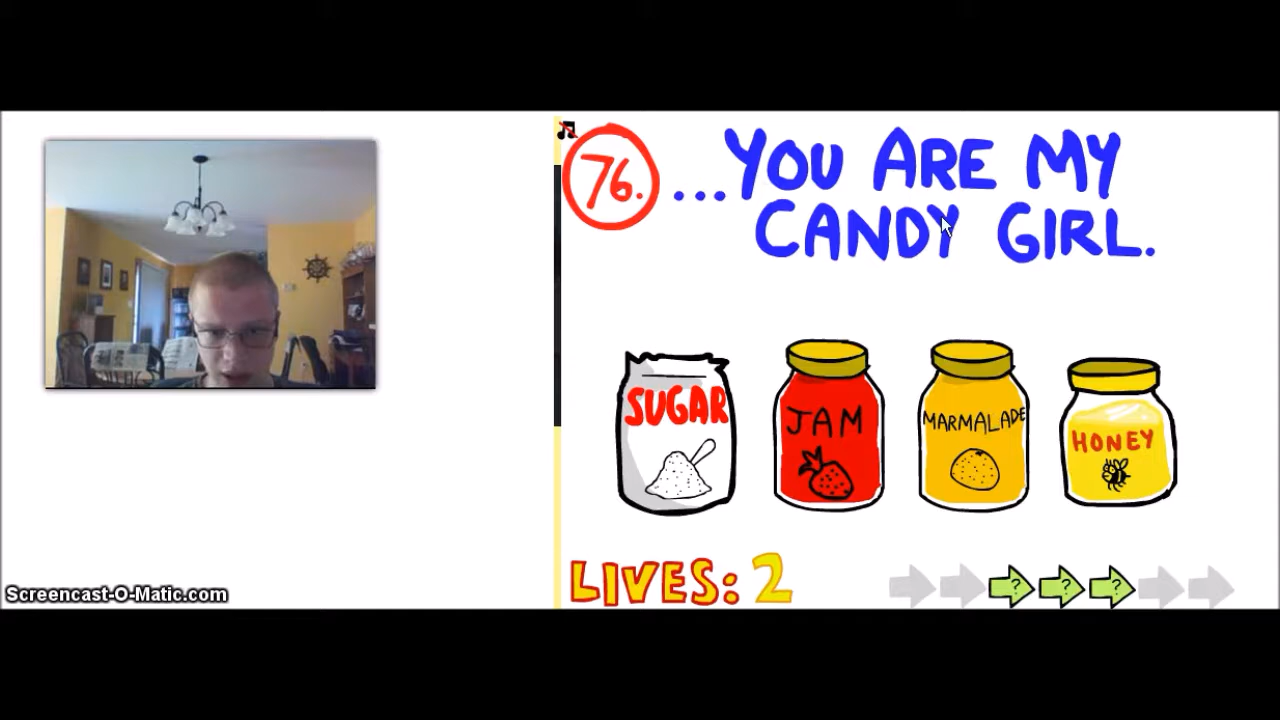 76.
...YOU ARE MY
CANDY GIRL.
SUGAR
JAM
MARMALADE
HONEY
LIVES: 2
? ? ?
Screencast-O-Matic.com